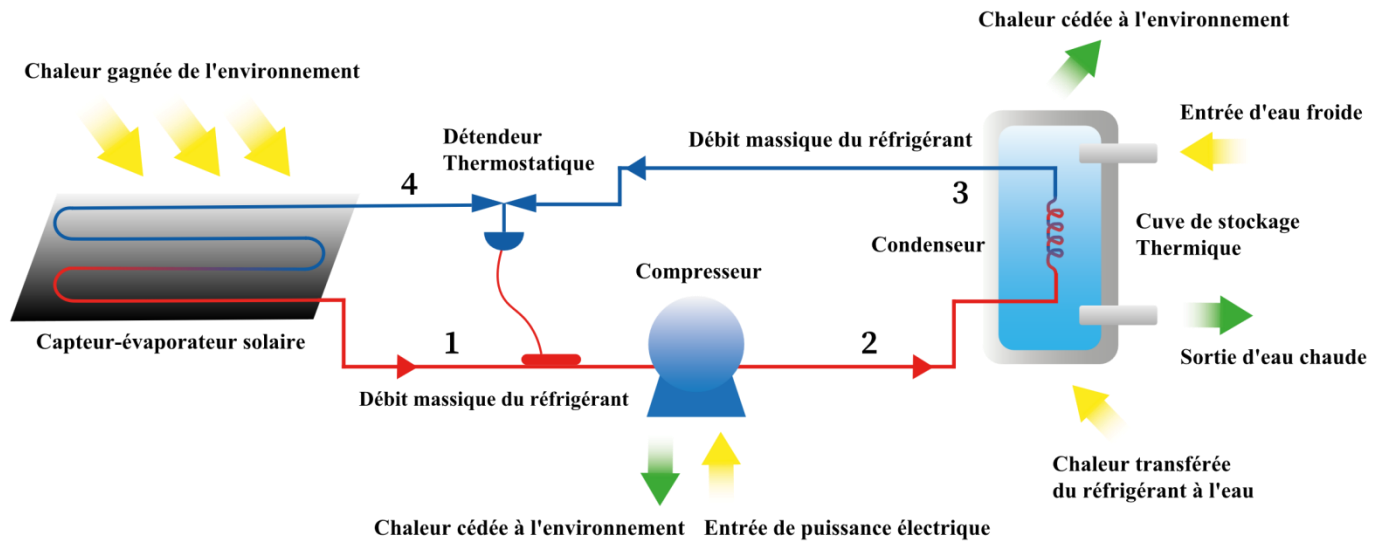 Chaleur cédée à l'environnement
Chaleur gagnée de l'environnement
Entrée d'eau froide
Détendeur
Thermostatique
Débit massique du réfrigérant
4
3
Cuve de stockage
Thermique
Condenseur
Compresseur
Capteur-évaporateur solaire
1
2
Sortie d'eau chaude
Débit massique du réfrigérant
Chaleur transférée
du réfrigérant à l'eau
Chaleur cédée à l'environnement
Entrée de puissance électrique